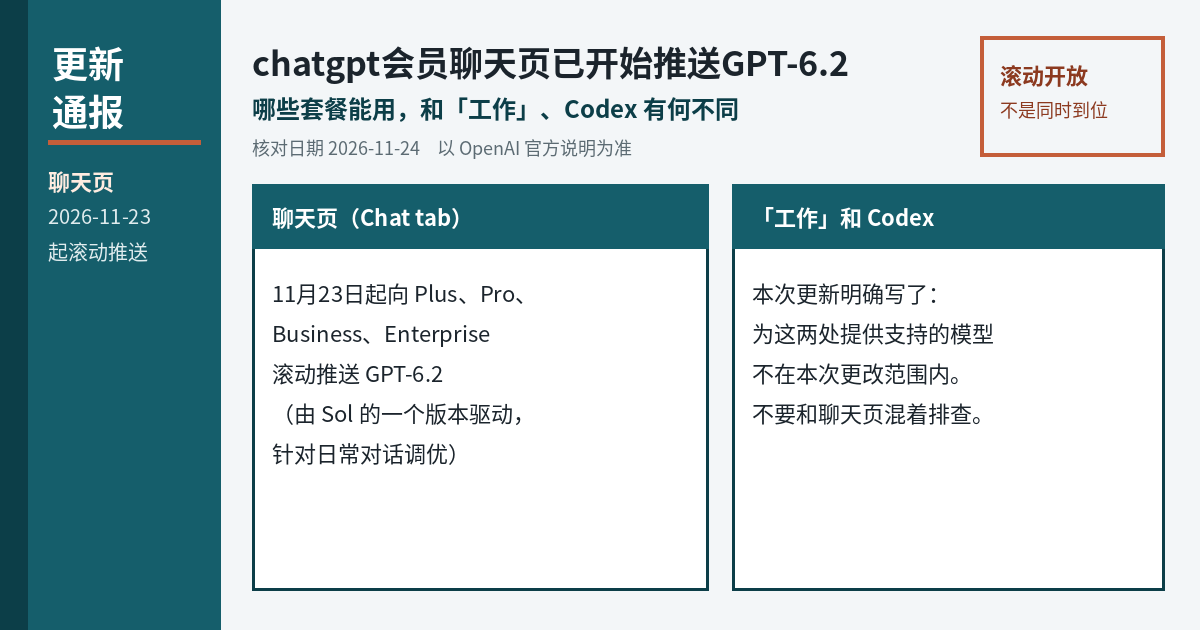 更新
通报
聊天页
2026-11-23
起滚动推送
chatgpt会员聊天页已开始推送GPT-6.2
哪些套餐能用，和「工作」、Codex 有何不同
核对日期 2026-11-24 以 OpenAI 官方说明为准
滚动开放
不是同时到位
聊天页（Chat tab）
11月23日起向 Plus、Pro、
Business、Enterprise
滚动推送 GPT-6.2
（由 Sol 的一个版本驱动，
针对日常对话调优）
「工作」和 Codex
本次更新明确写了：
为这两处提供支持的模型
不在本次更改范围内。
不要和聊天页混着排查。